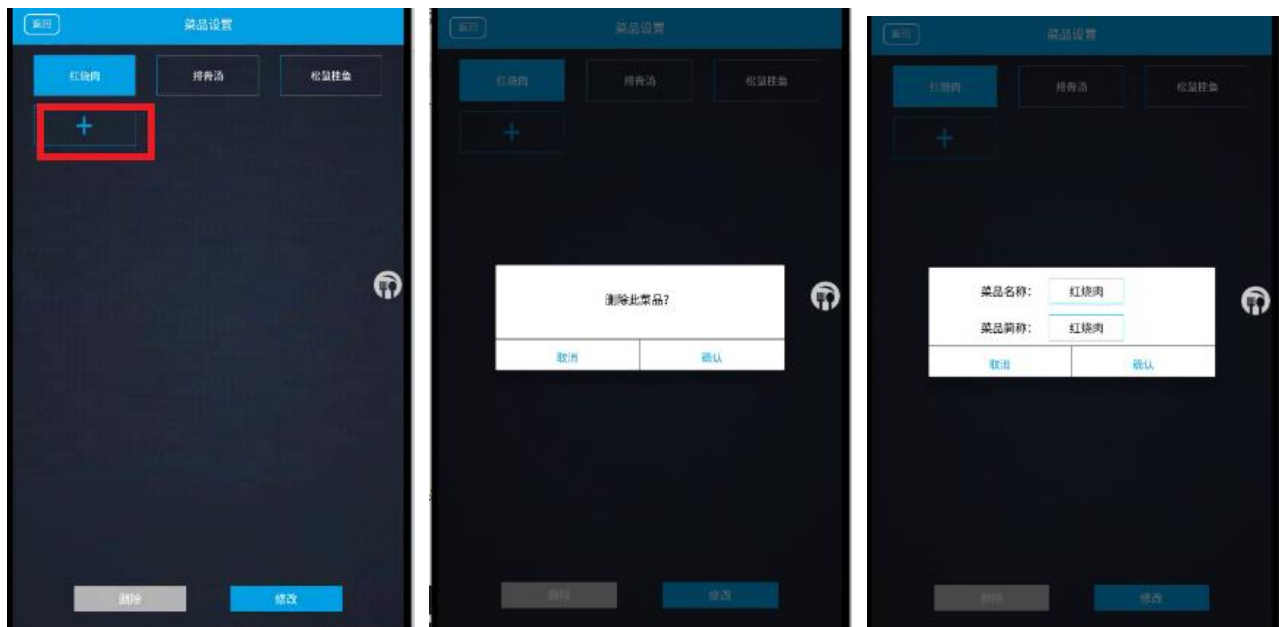 返回 菜品设置
红烧肉 排骨汤 松鼠桂鱼
+
删除 修改
返回 菜品设置
红烧肉 排骨汤 松鼠桂鱼
+
删除此菜品?
取消 确认
删除 修改
返回 菜品设置
红烧肉 排骨汤 松鼠桂鱼
+
菜品名称: 红烧肉
菜品简称: 红烧肉
取消 确认
删除 修改